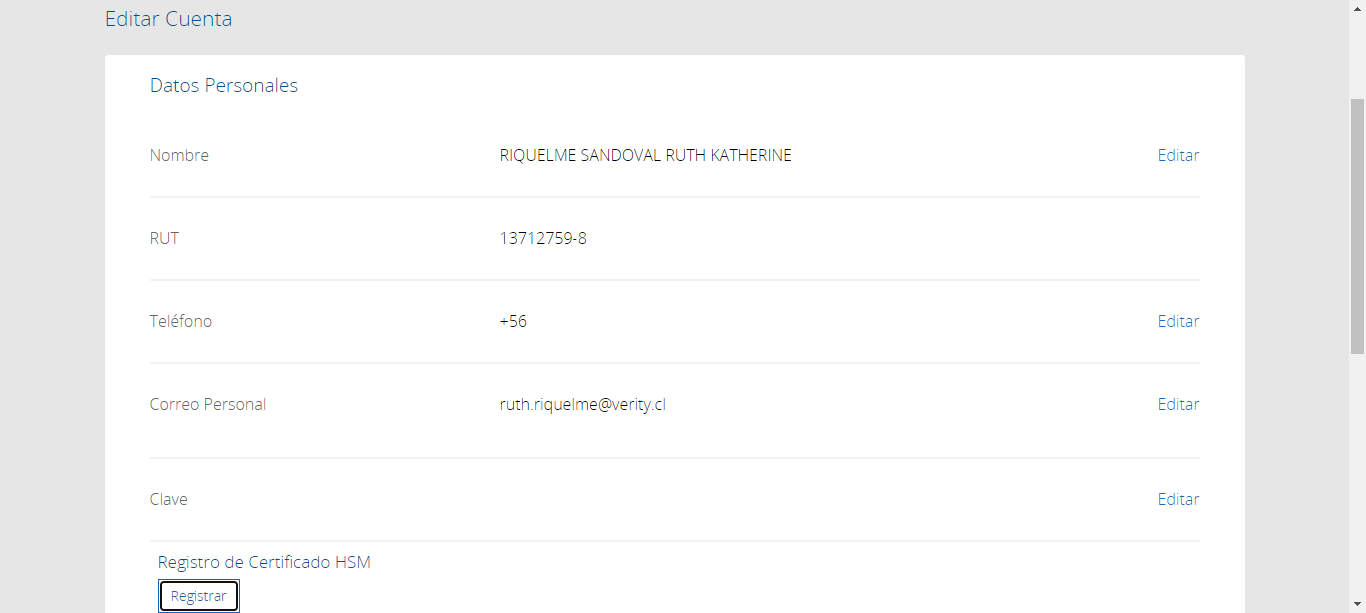 Editar Cuenta
Datos Personales
Nombre RIQUELME SANDOVAL RUTH KATHERINE Editar
RUT 13712759-8
Teléfono +56 Editar
Correo Personal ruth.riquelme@verity.cl Editar
Clave Editar
Registro de Certificado HSM
Registrar